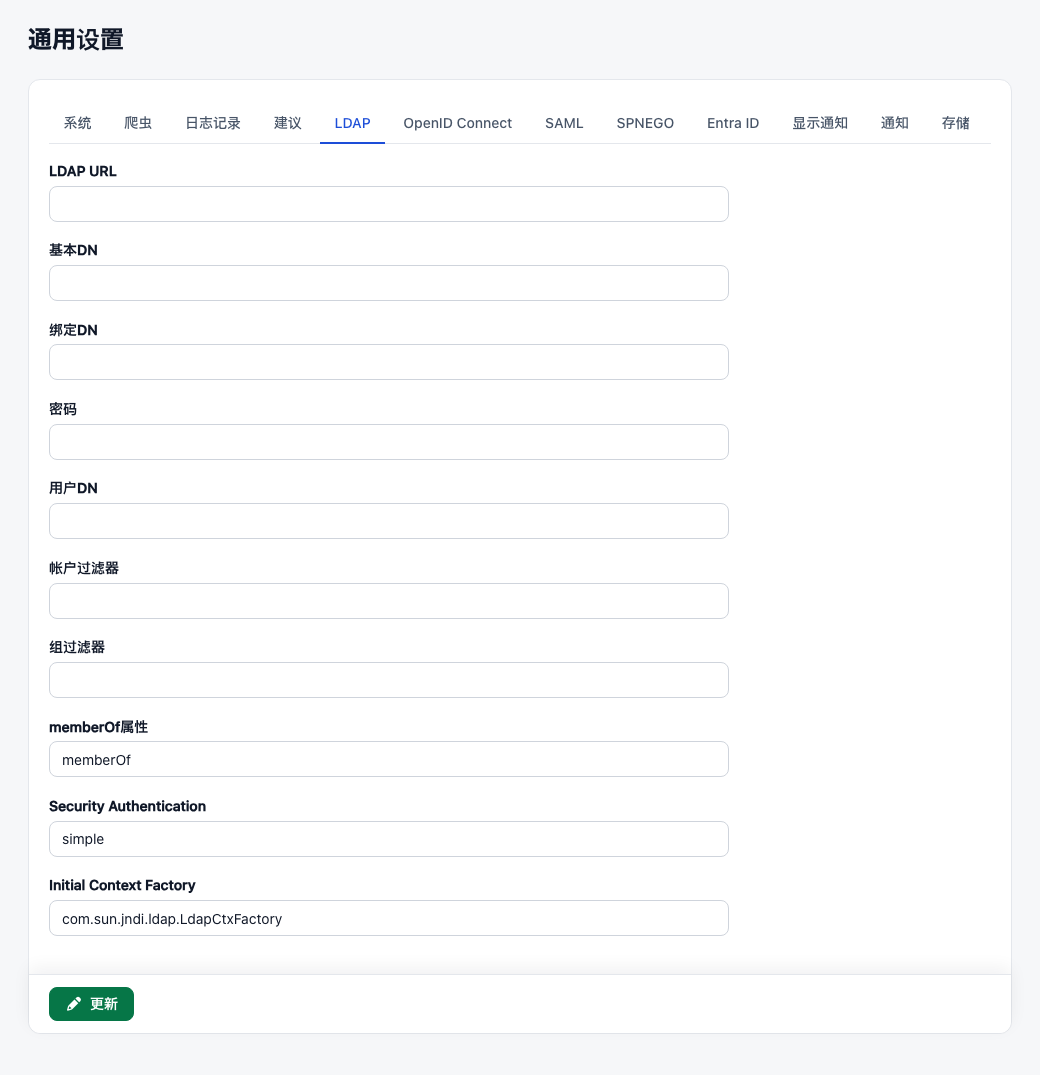 通用设置
系统 爬虫 日志记录 建议 LDAP OpenID Connect SAML SPNEGO Entra ID 显示通知 通知 存储
LDAP URL
基本DN
绑定DN
密码
用户DN
帐户过滤器
组过滤器
memberOf属性
memberOf
Security Authentication
simple
Initial Context Factory
com.sun.jndi.ldap.LdapCtxFactory
更新